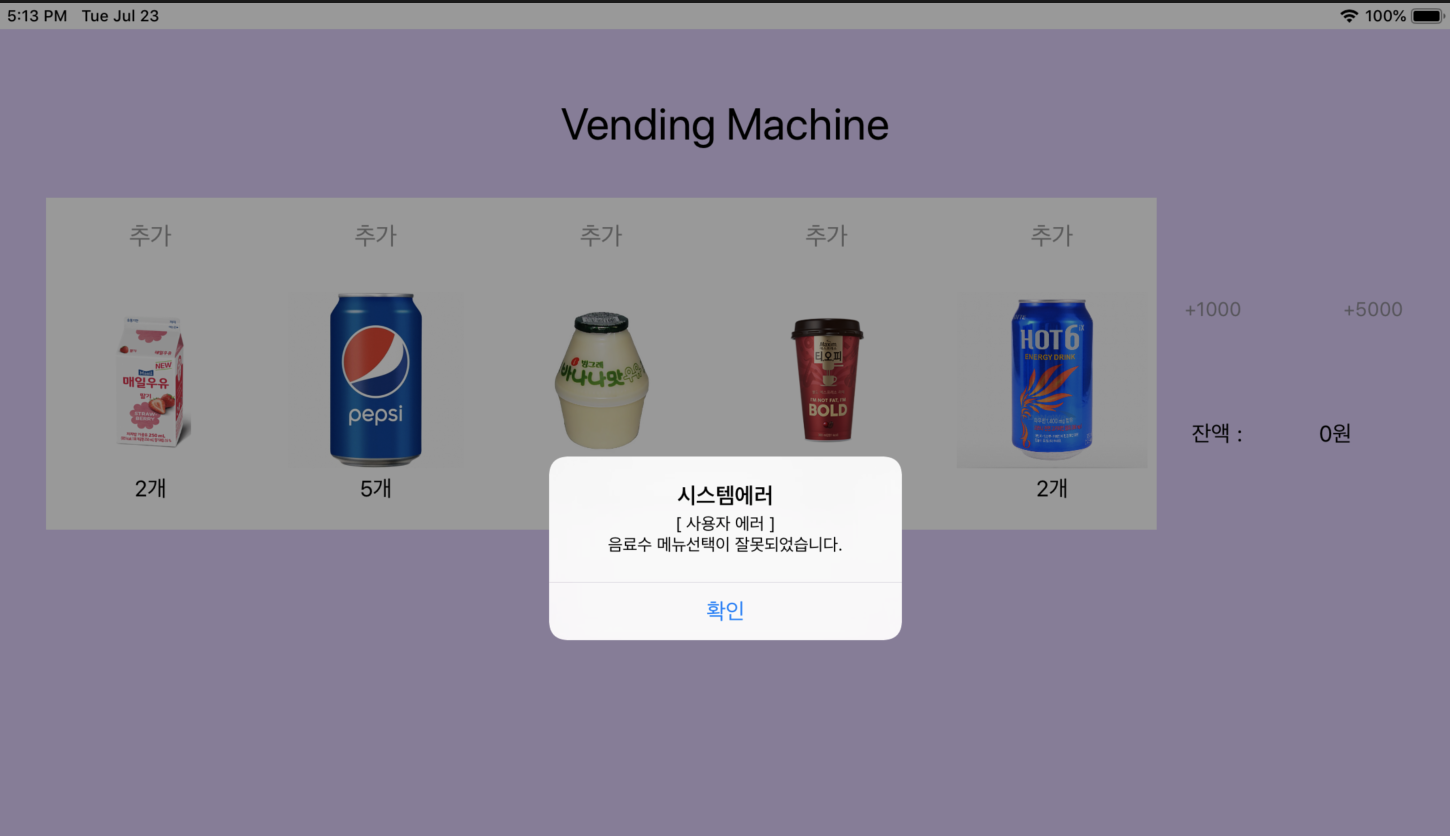 5:13 PM Tue Jul 23
100%
Vending Machine
추가 추가 추가 추가 추가
+1000 +5000
NEW
매일우유
딸기
pepsi
빙그레
바나나맛우유
티오피
BOLD
HOT6
ENERGY DRINK
잔액 : 0원
2개 5개 2개
시스템에러
[ 사용자 에러 ]
음료수 메뉴선택이 잘못되었습니다.
확인